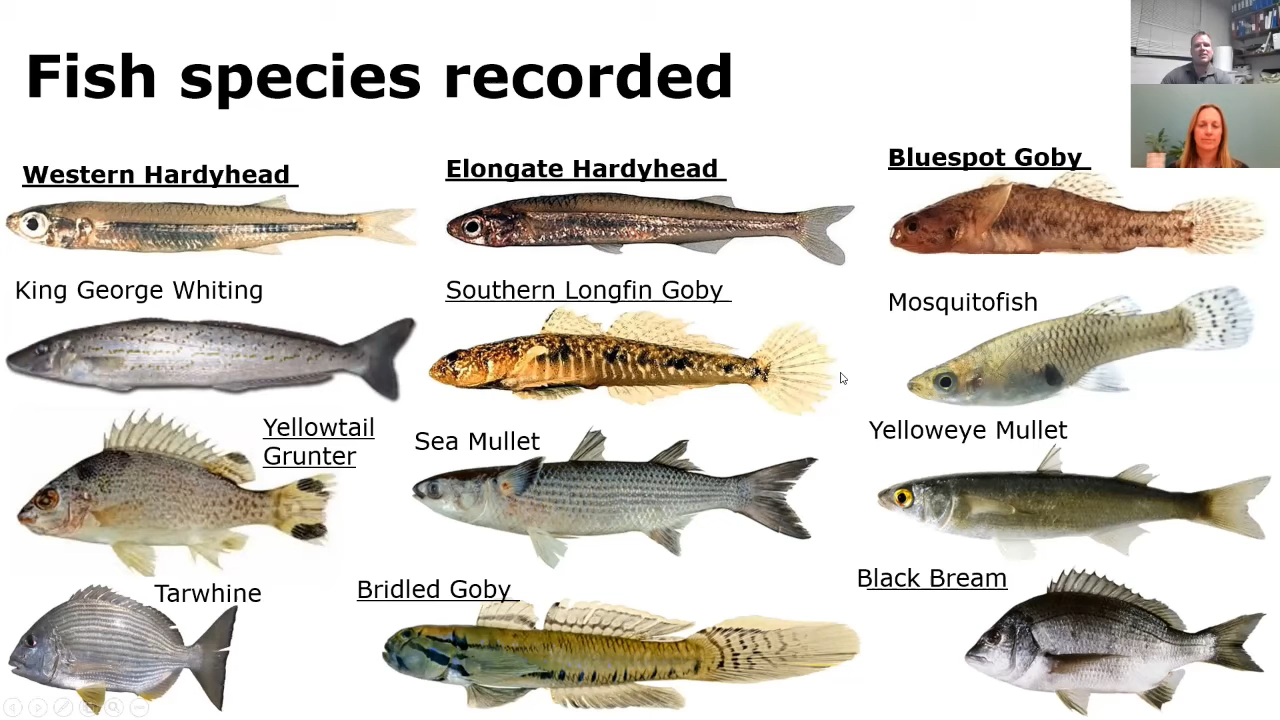 Fish species recorded
Western Hardyhead
Elongate Hardyhead
Bluespot Goby
King George Whiting
Southern Longfin Goby
Mosquitofish
Yellowtail
Grunter
Sea Mullet
Yelloweye Mullet
Tarwhine
Bridled Goby
Black Bream